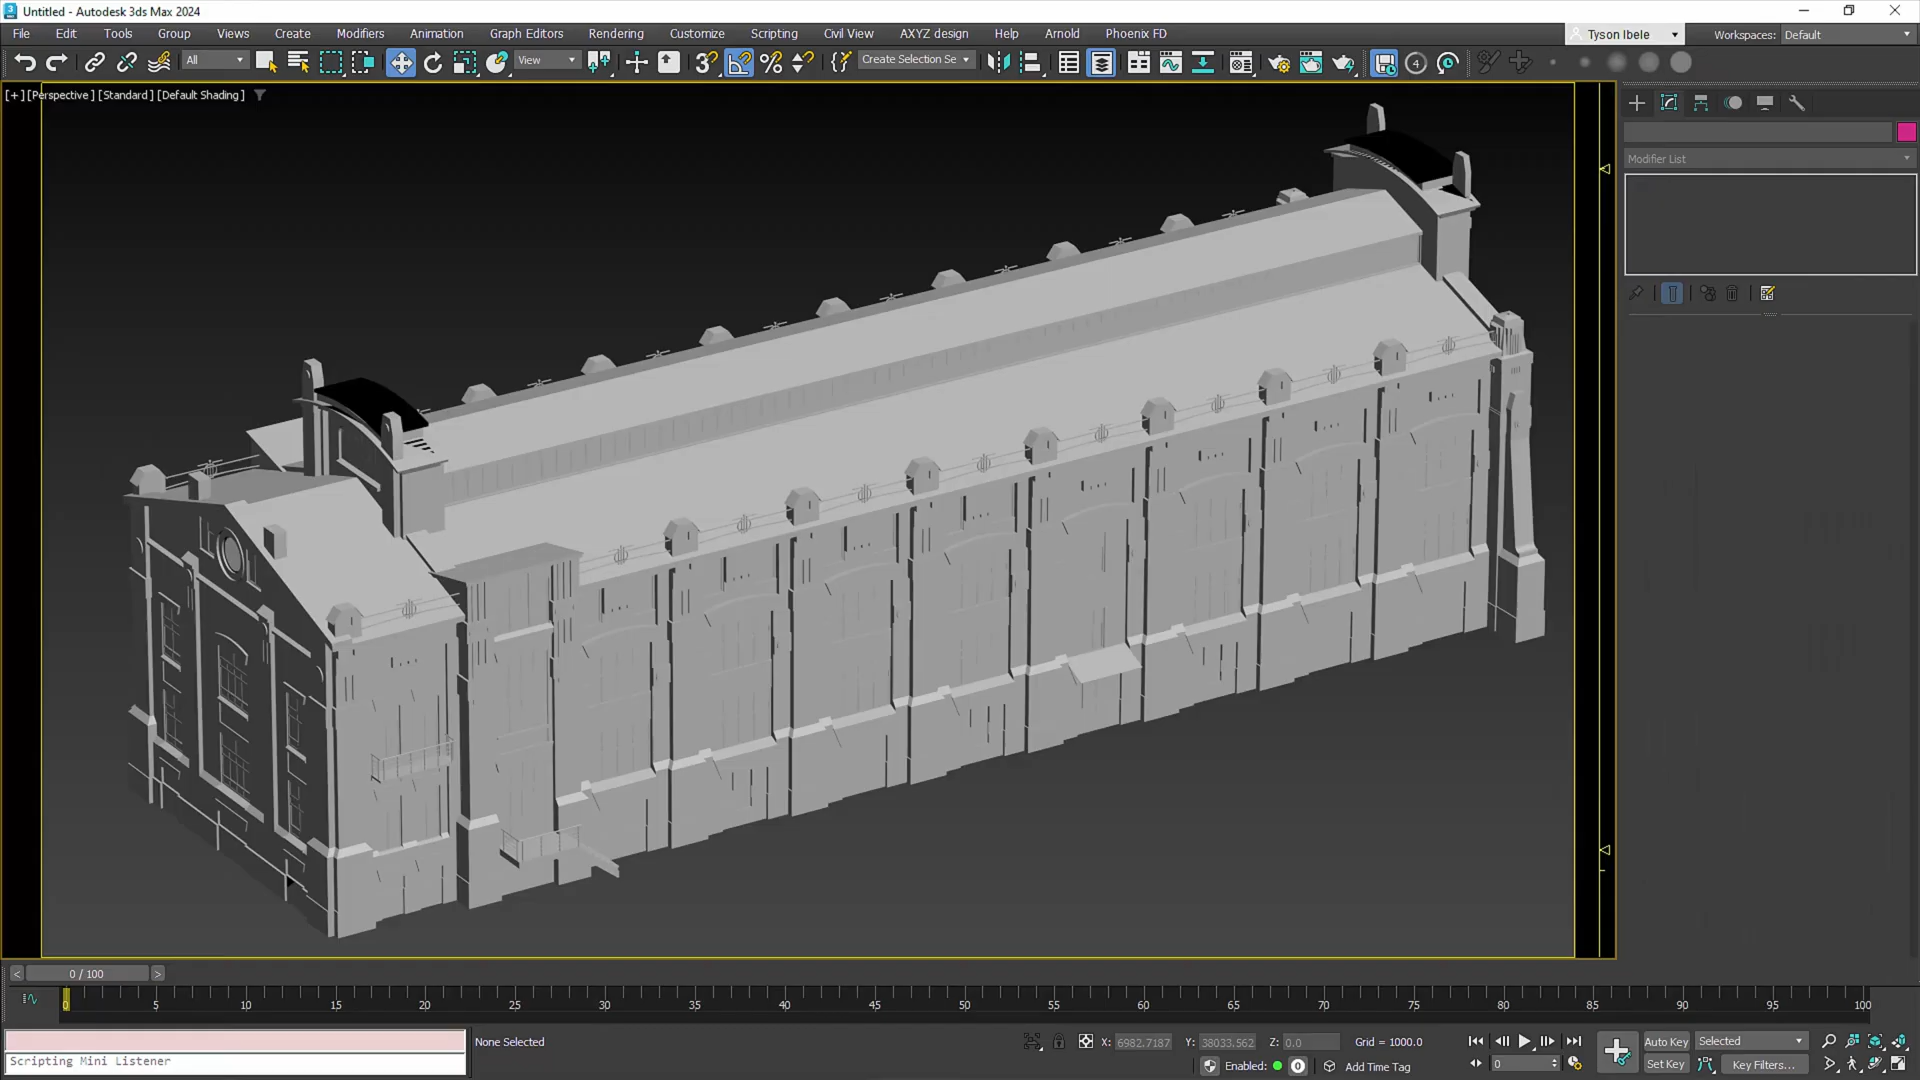 Untitled - Autodesk 3ds Max 2024
File Edit Tools Group Views Create Modifiers Animation Graph Editors Rendering Customize Scripting Civil View AXYZ design Help Arnold Phoenix FD Tyson Ibele Workspaces: Default
All View Create Selection Se
[+] [Perspective] [Standard] [Default Shading]
Modifier List
0 / 100
0 5 10 15 20 25 30 35 40 45 50 55 60 65 70 75 80 85 90 95 100
None Selected X: 6982.7187 Y: 38033.562 Z: 0.0 Grid = 1000.0 Auto Key Selected
Scripting Mini Listener Enabled: 0 Add Time Tag 0 Set Key Key Filters...